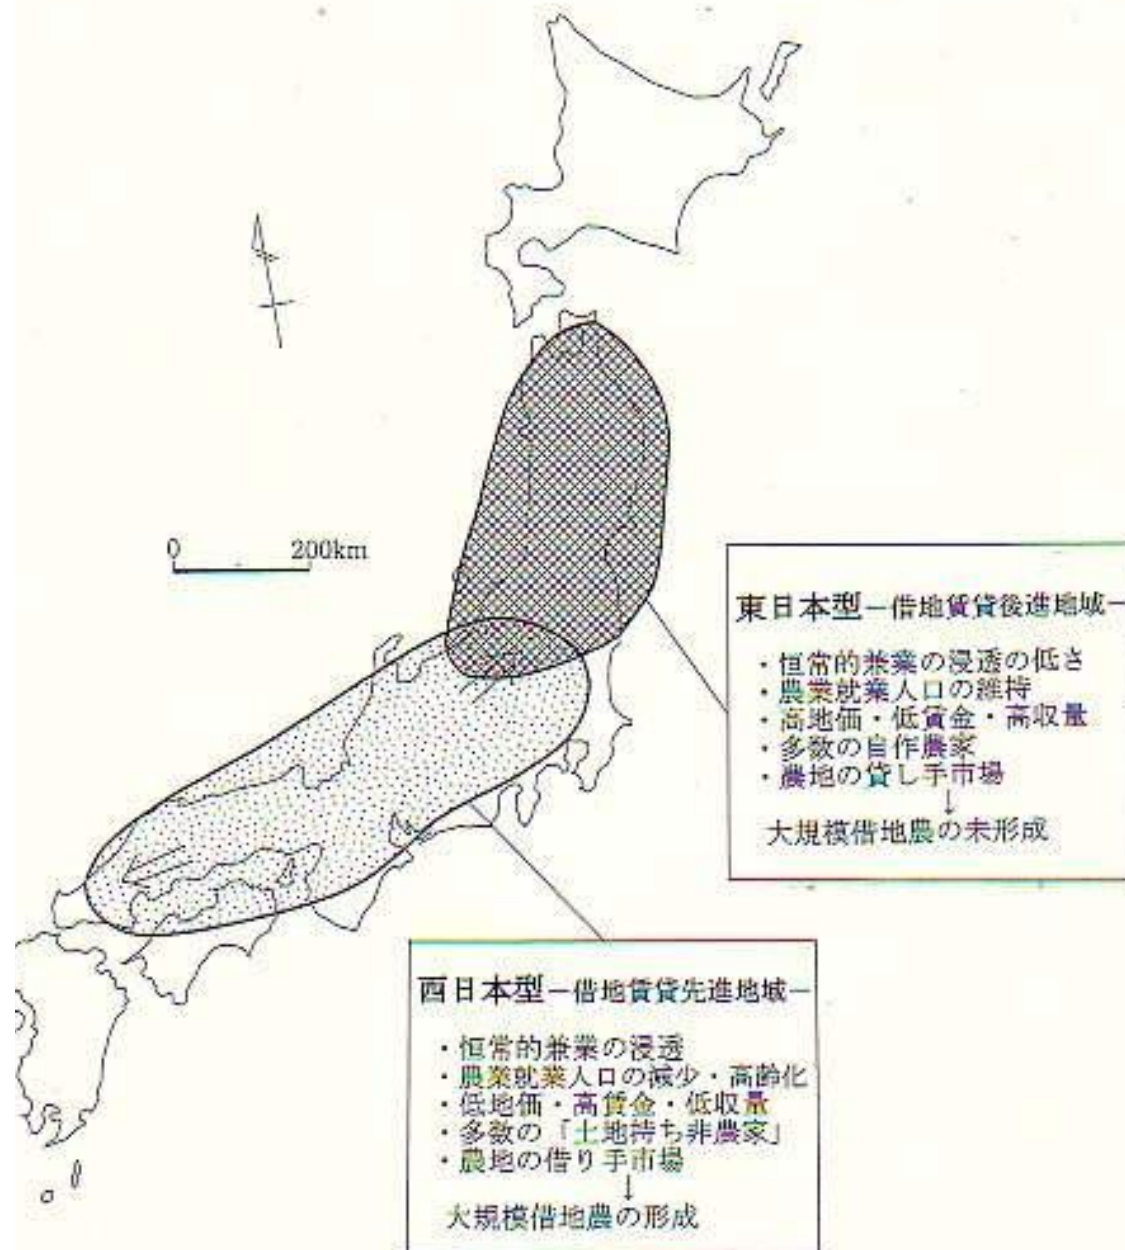 0 200km
東日本型－借地賃貸後進地域－
・恒常的兼業の浸透の低さ
・農業就業人口の維持
・高地価・低賃金・高収量
・多数の自作農家
・農地の貸し手市場
↓
大規模借地農の未形成
西日本型－借地賃貸先進地域－
・恒常的兼業の浸透
・農業就業人口の減少・高齢化
・低地価・高賃金・低収量
・多数の「土地持ち非農家」
・農地の借り手市場
↓
大規模借地農の形成